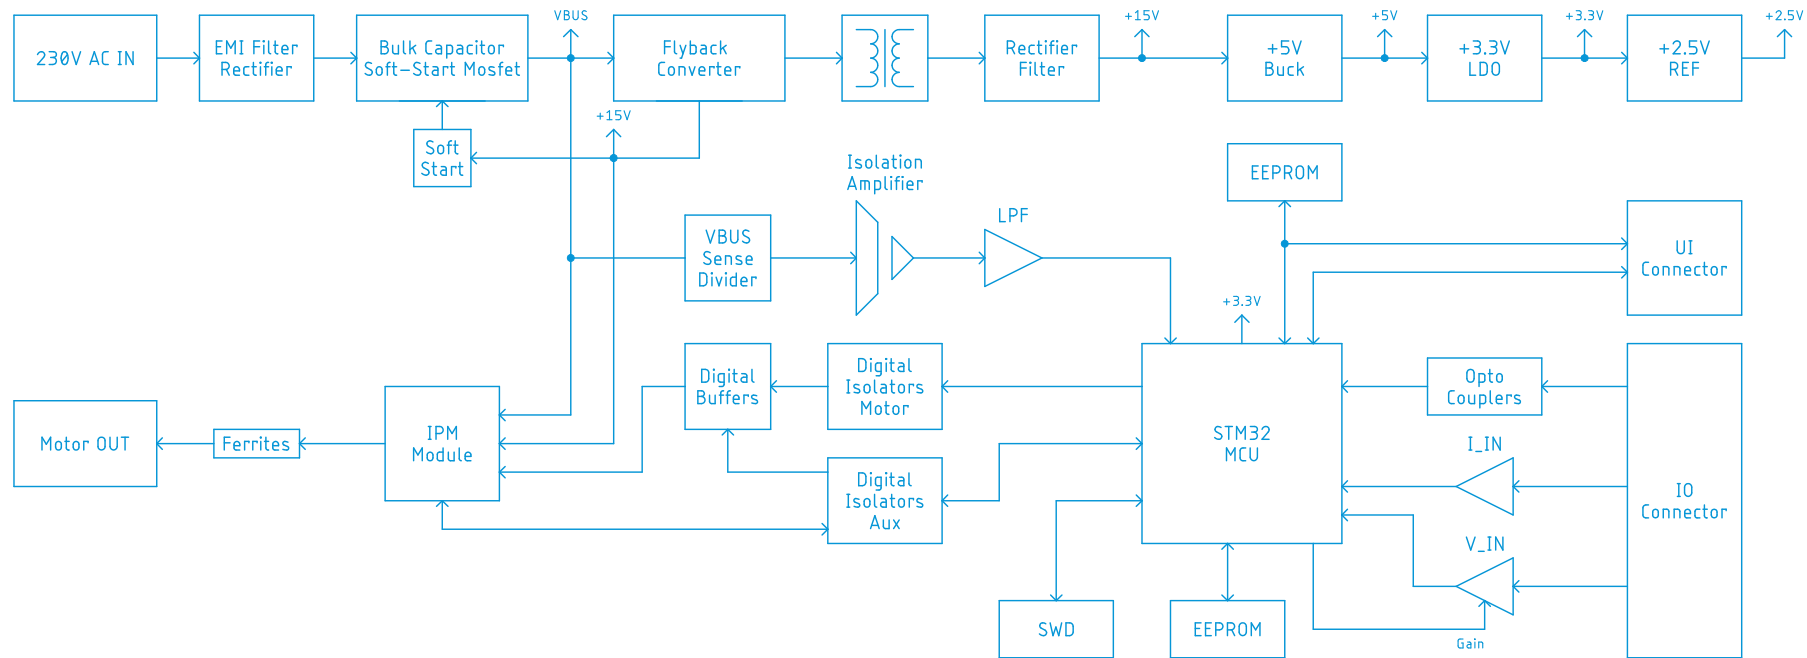 VBUS
+15V
+5V
+3.3V
+2.5V
230V AC IN
EMI Filter
Rectifier
Bulk Capacitor
Soft-Start Mosfet
Flyback
Converter
Rectifier
Filter
+5V
Buck
+3.3V
LDO
+2.5V
REF
+15V
Soft
Start
Isolation
Amplifier
EEPROM
LPF
VBUS
Sense
Divider
UI
Connector
+3.3V
Digital
Buffers
Digital
Isolators
Motor
Opto
Couplers
Motor OUT
Ferrites
IPM
Module
STM32
MCU
I_IN
Digital
Isolators
Aux
IO
Connector
V_IN
SWD
EEPROM
Gain